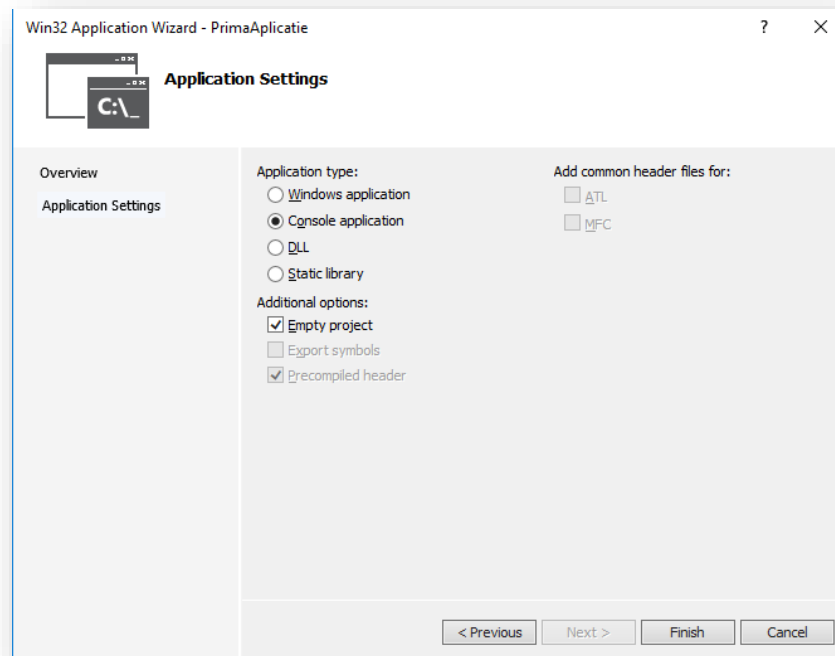 Win32 Application Wizard - PrimaAplicatie
?
C:\_
Application Settings
Overview
Application Settings
Application type:
Windows application
Console application
DLL
Static library
Additional options:
Empty project
Export symbols
Precompiled header
Add common header files for:
ATL
MFC
< Previous
Next >
Finish
Cancel